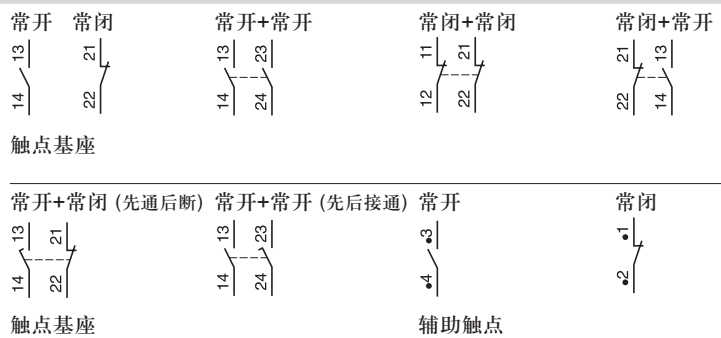 常开 常闭 常开+常开 常闭+常闭 常闭+常开
13 21 13 23 11 21 21 13
14 22 14 24 12 22 22 14
触点基座
常开+常闭 (先通后断) 常开+常开 (先后接通) 常开 常闭
13 21 13 23 •3 •1
14 22 14 24 •4 •2
触点基座 辅助触点